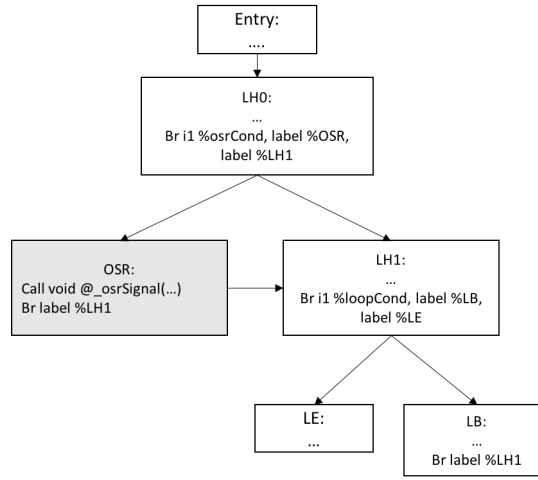 Entry:
....
LH0:
...
Br i1 %osrCond, label %OSR,
label %LH1
OSR:
Call void @_osrSignal(...)
Br label %LH1
LH1:
...
Br i1 %loopCond, label %LB,
label %LE
LE:
...
LB:
...
Br label %LH1